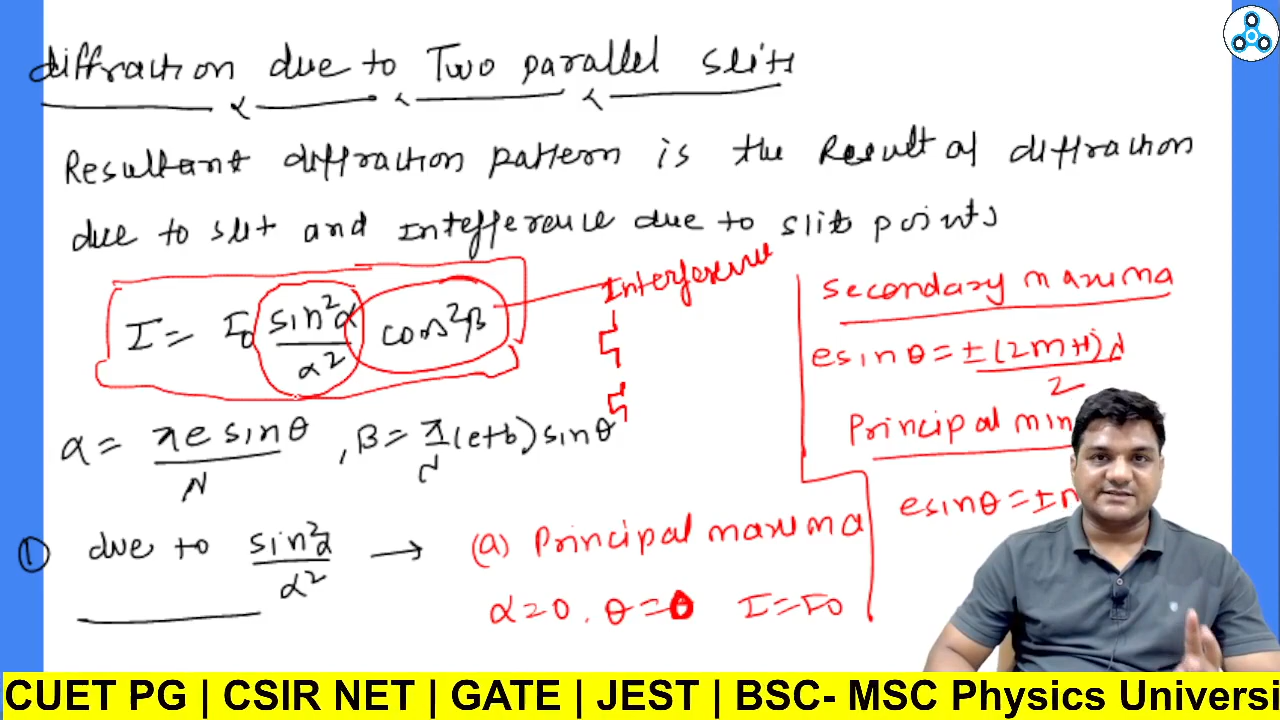 diffraction due to Two parallel slits
Resultant diffraction pattern is the Result of diffraction
due to slit and Intefference due to slit points
I = I0 sin²α/α² cos²β
Interference
α = πe sinθ/λ , β = π/λ (e+b) sinθ
① due to sin²α/α² → (a) Principal maxima
α=0, θ=0 I=I0
Secondary maxima
e sinθ = ±(2m+1)λ/2
Principal min
e sinθ = ±
CUET PG | CSIR NET | GATE | JEST | BSC- MSC Physics Universi